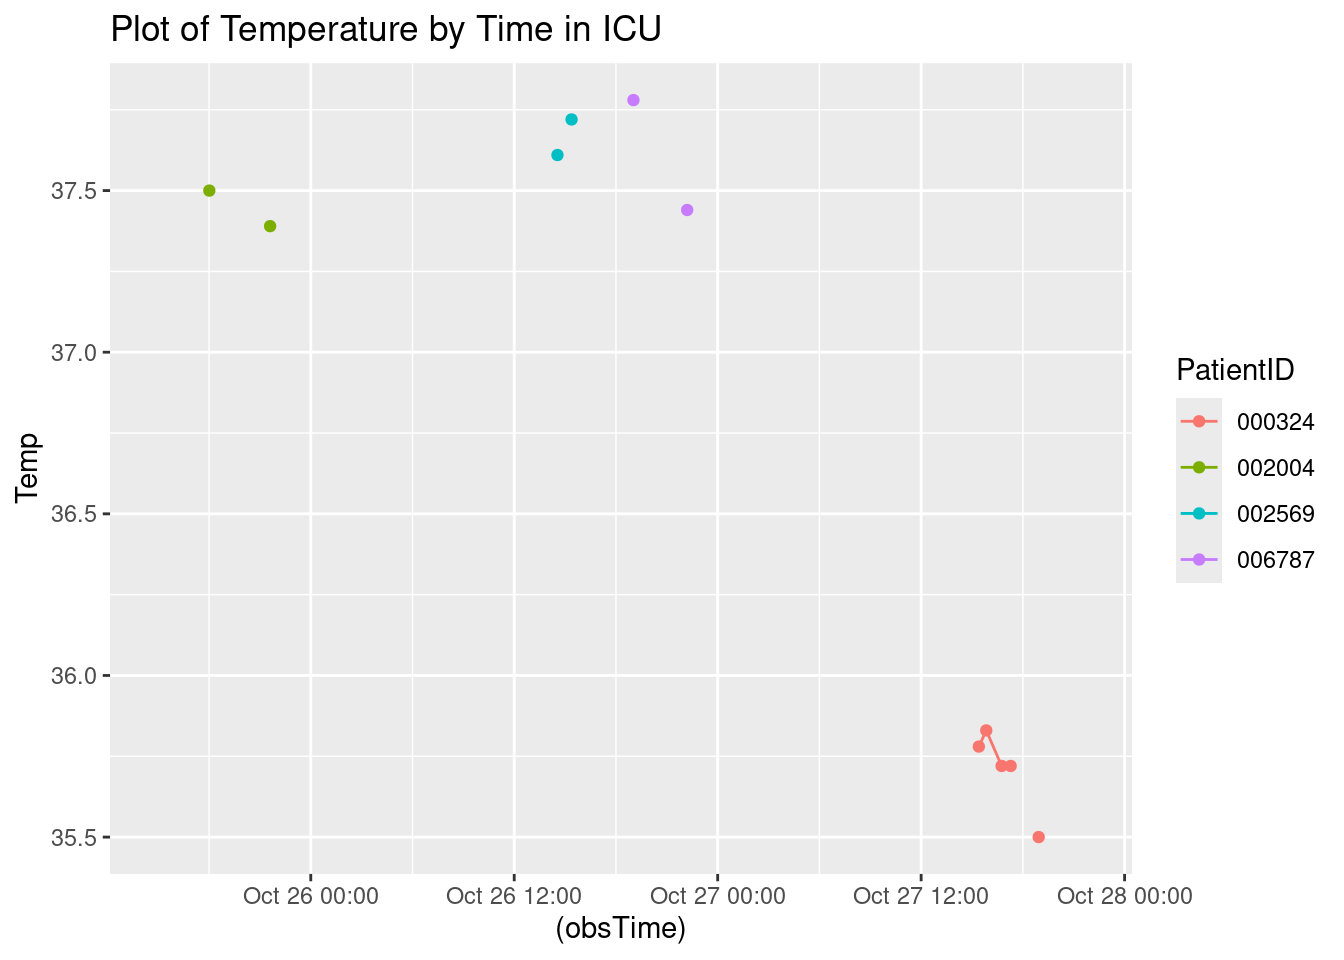 Plot of Temperature by Time in ICU
37.5
37.0
36.5
36.0
35.5
Temp
Oct 26 00:00
Oct 26 12:00
Oct 27 00:00
Oct 27 12:00
Oct 28 00:00
(obsTime)
PatientID
000324
002004
002569
006787